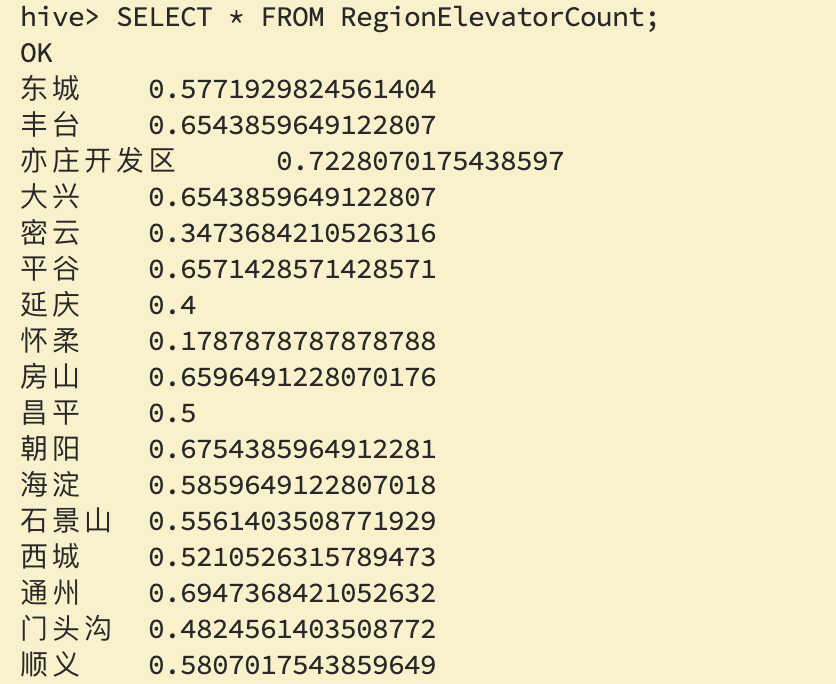 hive> SELECT * FROM RegionElevatorCount;
OK
东城 0.5771929824561404
丰台 0.6543859649122807
亦庄开发区 0.7228070175438597
大兴 0.6543859649122807
密云 0.3473684210526316
平谷 0.6571428571428571
延庆 0.4
怀柔 0.1787878787878788
房山 0.6596491228070176
昌平 0.5
朝阳 0.6754385964912281
海淀 0.5859649122807018
石景山 0.5561403508771929
西城 0.5210526315789473
通州 0.6947368421052632
门头沟 0.4824561403508772
顺义 0.5807017543859649